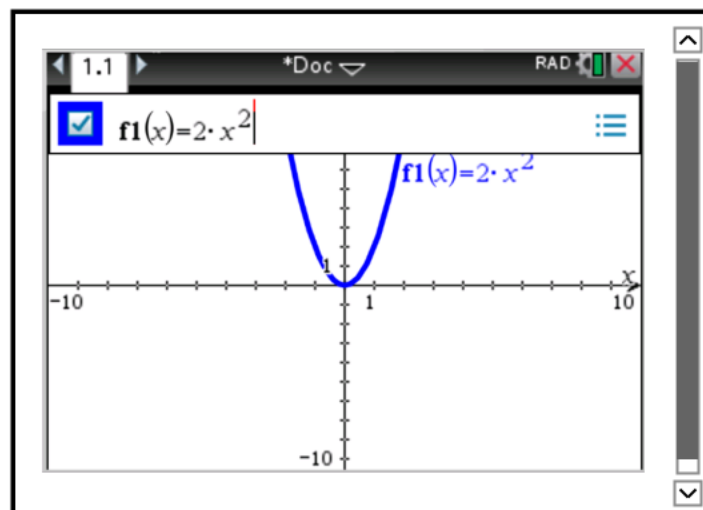 1.1 *Doc RAD
f1(x)=2· x²
f1(x)=2· x²
1
x
-10 1 10
-10